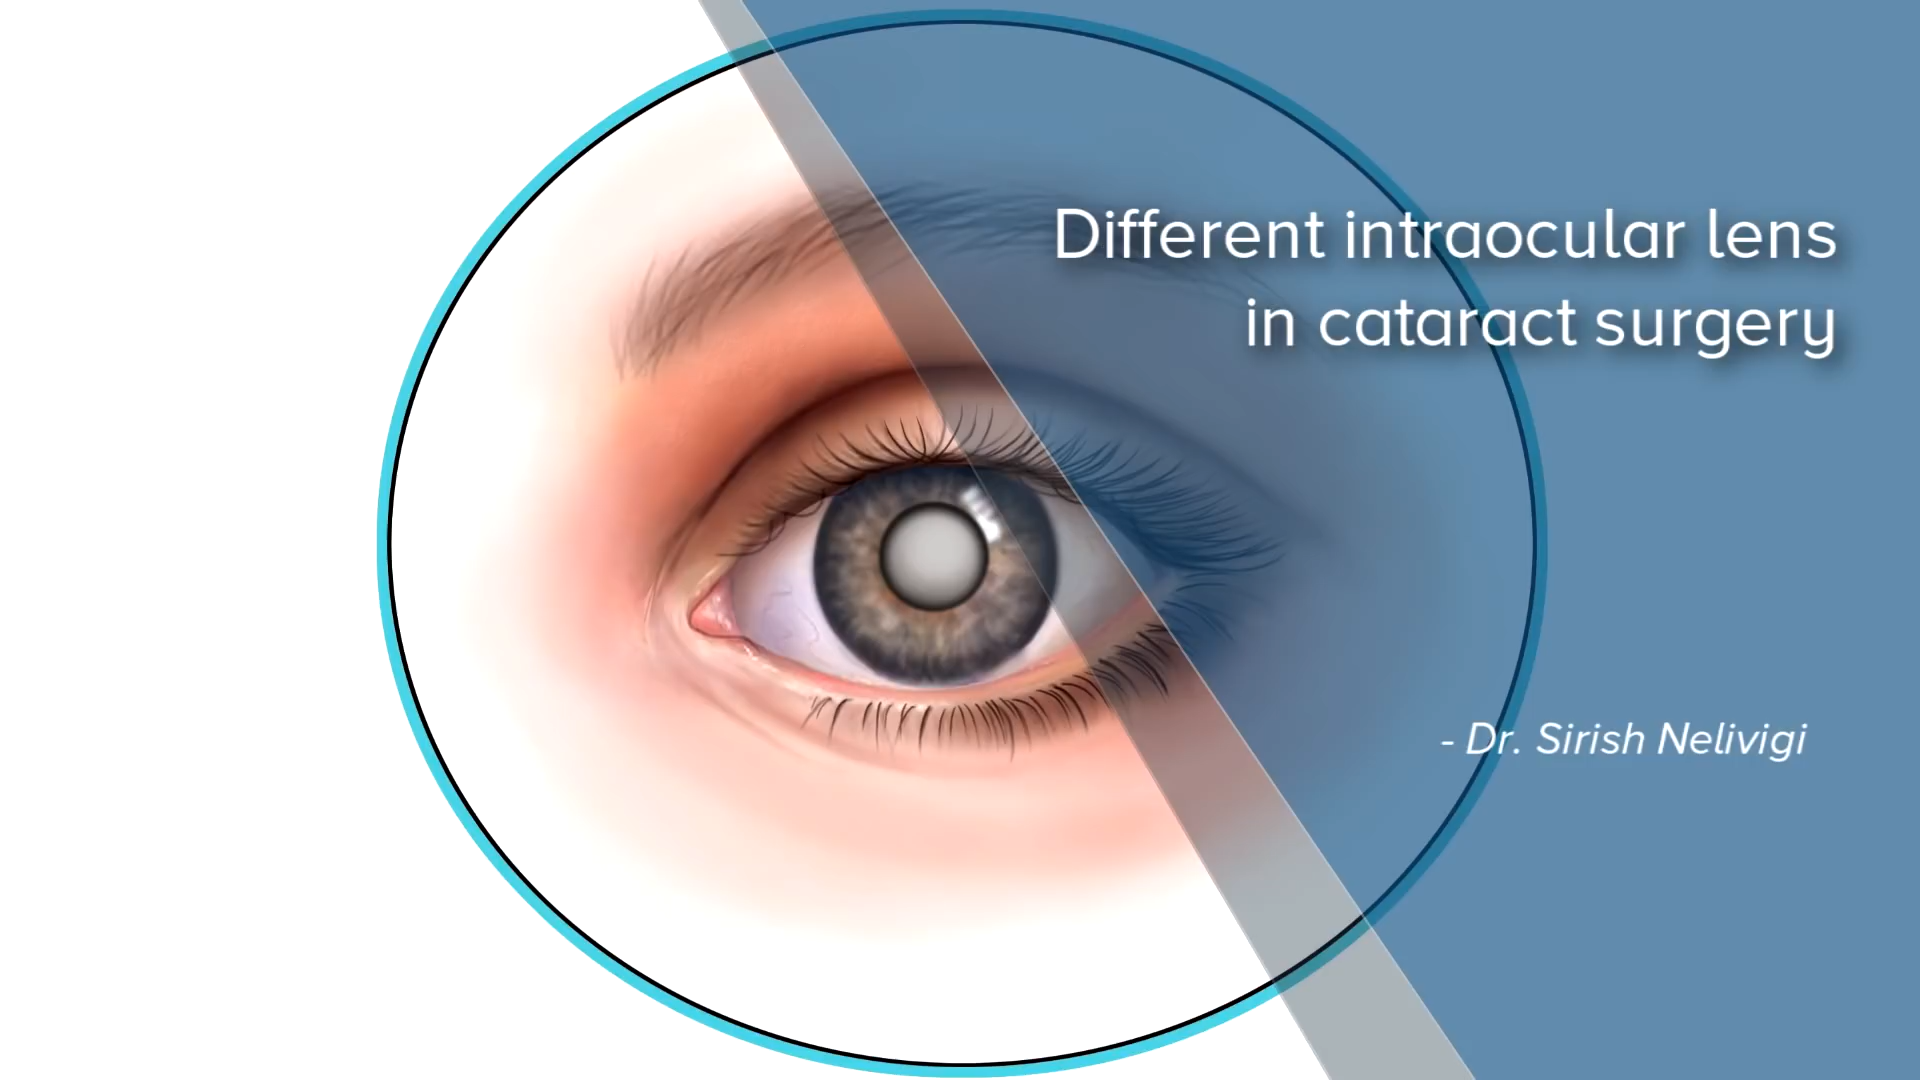 Different intraocular lens
in cataract surgery
- Dr. Sirish Nelivigi